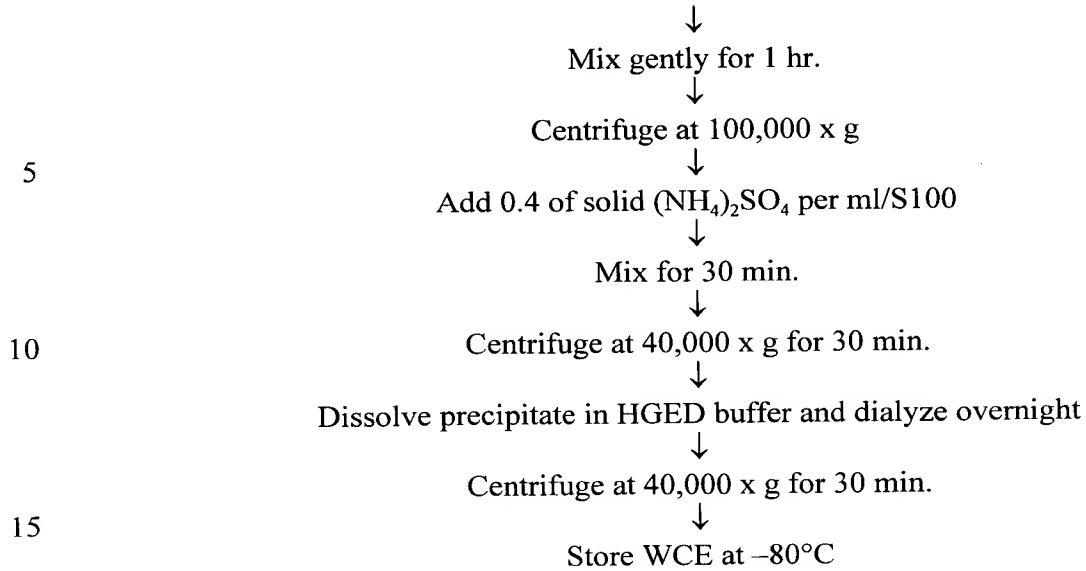 ↓
Mix gently for 1 hr.
↓
Centrifuge at 100,000 x g
↓
5
Add 0.4 of solid (NH₄)₂SO₄ per ml/S100
↓
Mix for 30 min.
↓
10
Centrifuge at 40,000 x g for 30 min.
↓
Dissolve precipitate in HGED buffer and dialyze overnight
↓
Centrifuge at 40,000 x g for 30 min.
↓
15
Store WCE at –80°C